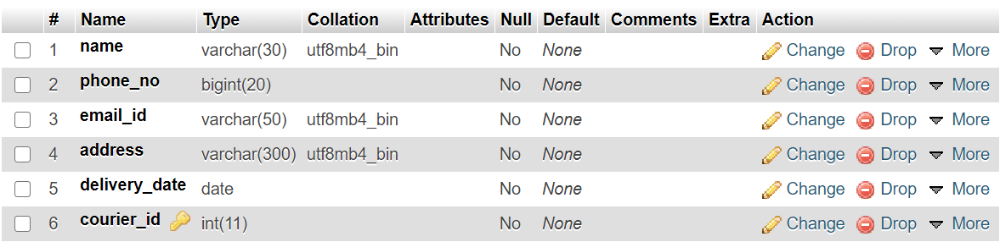 # Name Type Collation Attributes Null Default Comments Extra Action
1 name varchar(30) utf8mb4_bin No None Change Drop More
2 phone_no bigint(20) No None Change Drop More
3 email_id varchar(50) utf8mb4_bin No None Change Drop More
4 address varchar(300) utf8mb4_bin No None Change Drop More
5 delivery_date date No None Change Drop More
6 courier_id int(11) No None Change Drop More